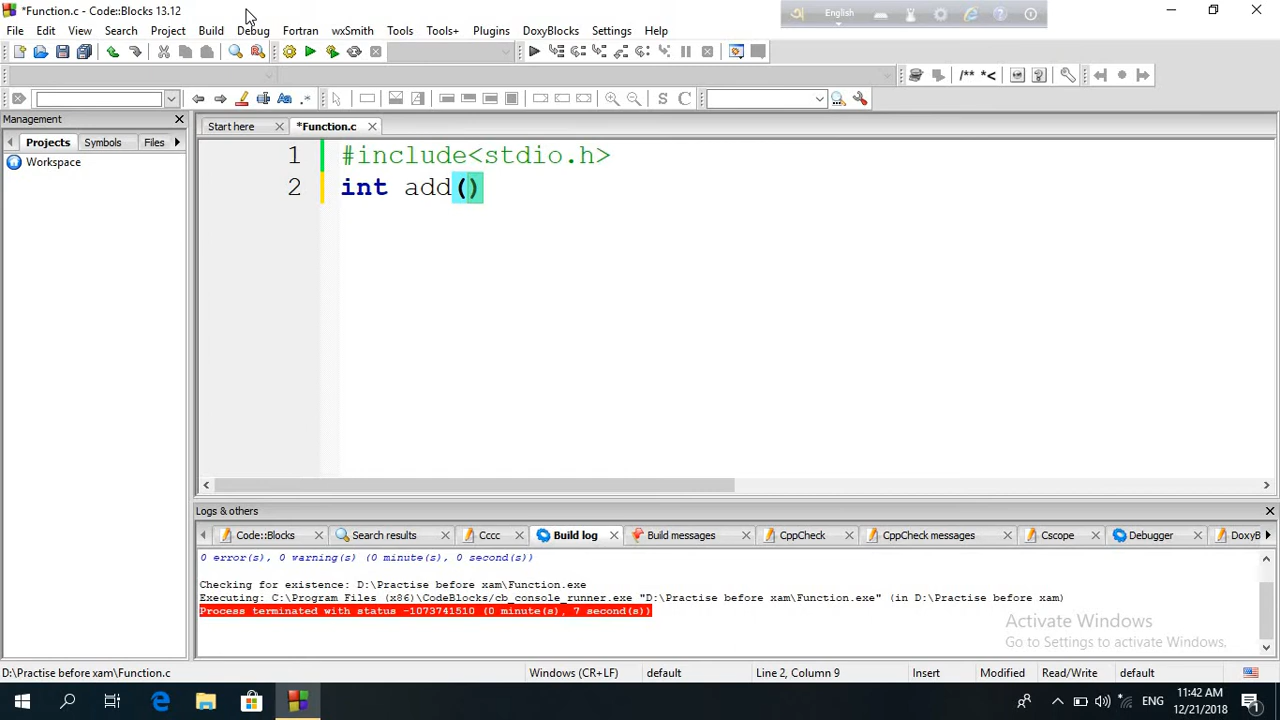 *Function.c - Code::Blocks 13.12
English
File Edit View Search Project Build Debug Fortran wxSmith Tools Tools+ Plugins DoxyBlocks Settings Help
/** *<
Aa .* S C
Management
Start here *Function.c
Projects Symbols Files
Workspace
1 #include<stdio.h>
2 int add()
Logs & others
Code::Blocks Search results Cccc Build log Build messages CppCheck CppCheck messages Cscope Debugger DoxyB
0 error(s), 0 warning(s) (0 minute(s), 0 second(s))
Checking for existence: D:\Practise before xam\Function.exe
Executing: C:\Program Files (x86)\CodeBlocks/cb_console_runner.exe "D:\Practise before xam\Function.exe" (in D:\Practise before xam)
Process terminated with status -1073741510 (0 minute(s), 7 second(s))
Activate Windows
Go to Settings to activate Windows.
D:\Practise before xam\Function.c Windows (CR+LF) default Line 2, Column 9 Insert Modified Read/Write default
ENG 11:42 AM
12/21/2018 1